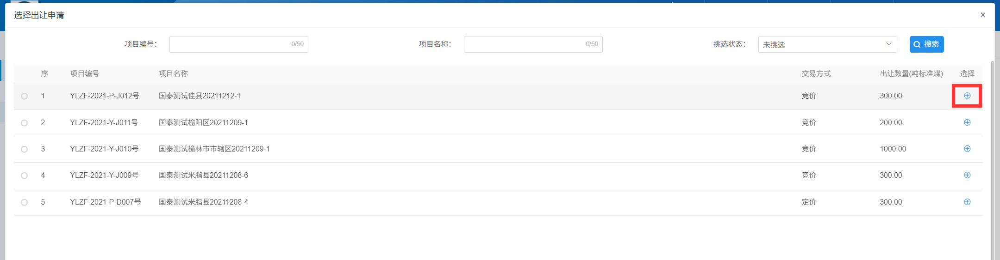 选择出让申请
项目编号： 0/50 项目名称： 0/50 挑选状态： 未挑选 搜索
序 项目编号 项目名称 交易方式 出让数量(吨标准煤) 选择
1 YLZF-2021-P-J012号 国泰测试佳县20211212-1 竞价 300.00
2 YLZF-2021-Y-J011号 国泰测试榆阳区20211209-1 竞价 200.00
3 YLZF-2021-Y-J010号 国泰测试榆林市市辖区20211209-1 竞价 1000.00
4 YLZF-2021-Y-J009号 国泰测试米脂县20211208-6 竞价 300.00
5 YLZF-2021-P-D007号 国泰测试米脂县20211208-4 定价 300.00